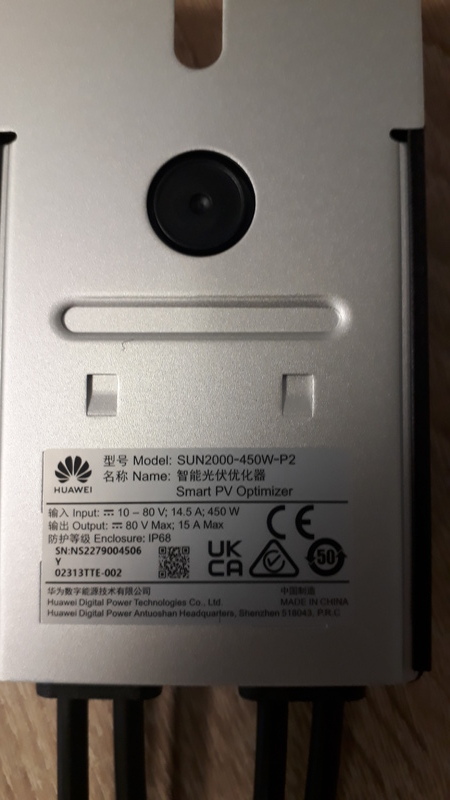 型号 Model: SUN2000-450W-P2
名称 Name: 智能光伏优化器
Smart PV Optimizer
HUAWEI
输入 Input: ⎓ 10 – 80 V; 14.5 A; 450 W
输出 Output: ⎓ 80 V Max; 15 A Max
防护等级 Enclosure: IP68
CE
SN:NS2279004506
Y
02313TTE-002
UK
CA
50
华为数字能源技术有限公司
中国制造
Huawei Digital Power Technologies Co., Ltd.
MADE IN CHINA
Huawei Digital Power Antuoshan Headquarters, Shenzhen 518043, P.R.C